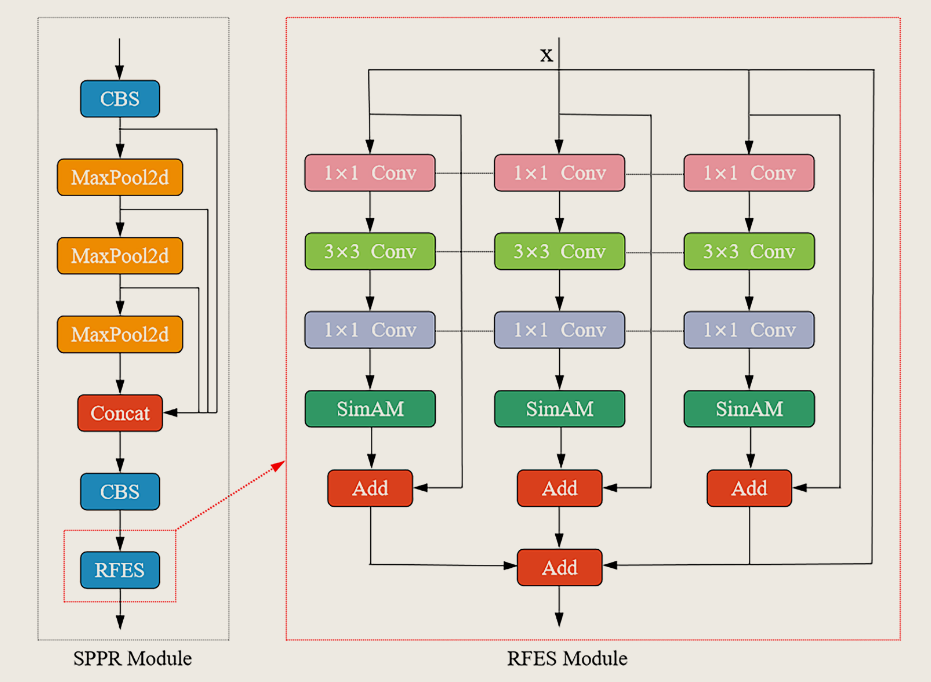 CBS
MaxPool2d
MaxPool2d
MaxPool2d
Concat
CBS
RFES
SPPR Module
X
1×1 Conv 1×1 Conv 1×1 Conv
3×3 Conv 3×3 Conv 3×3 Conv
1×1 Conv 1×1 Conv 1×1 Conv
SimAM SimAM SimAM
Add Add Add
Add
RFES Module